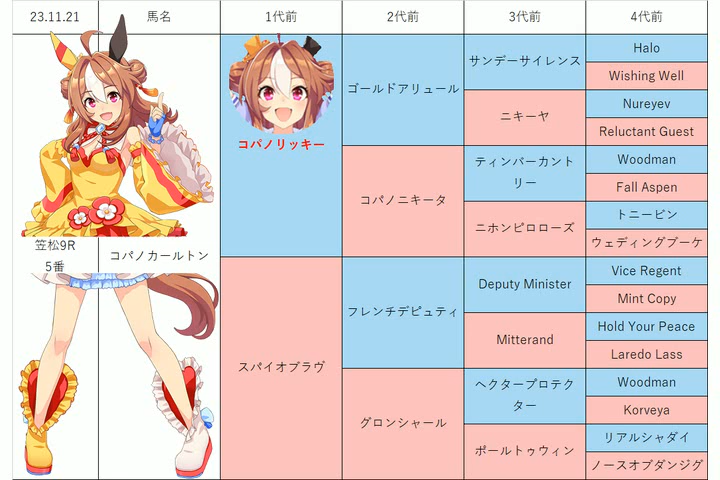 23.11.21 馬名 1代前 2代前 3代前 4代前
コパノリッキー
笠松9R
5番
コパノカールトン
スパイオブラヴ
ゴールドアリュール
コパノニキータ
フレンチデピュティ
グロンシャール
サンデーサイレンス
ニキーヤ
ティンバーカント
リー
ニホンピロローズ
Deputy Minister
Mitterand
ヘクタープロテク
ター
ポールトゥウィン
Halo
Wishing Well
Nureyev
Reluctant Guest
Woodman
Fall Aspen
トニービン
ウェディングブーケ
Vice Regent
Mint Copy
Hold Your Peace
Laredo Lass
Woodman
Korveya
リアルシャダイ
ノースオブダンジグ